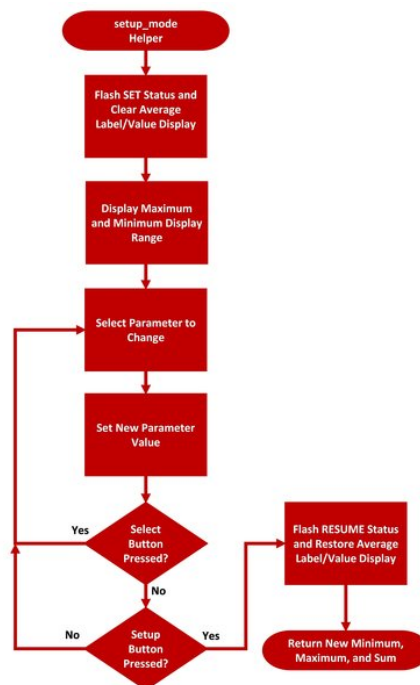 setup_mode
Helper
Flash SET Status and
Clear Average
Label/Value Display
Display Maximum
and Minimum Display
Range
Select Parameter to
Change
Set New Parameter
Value
Yes
Select
Button
Pressed?
No
No
Setup
Button
Pressed?
Yes
Flash RESUME Status
and Restore Average
Label/Value Display
Return New Minimum,
Maximum, and Sum